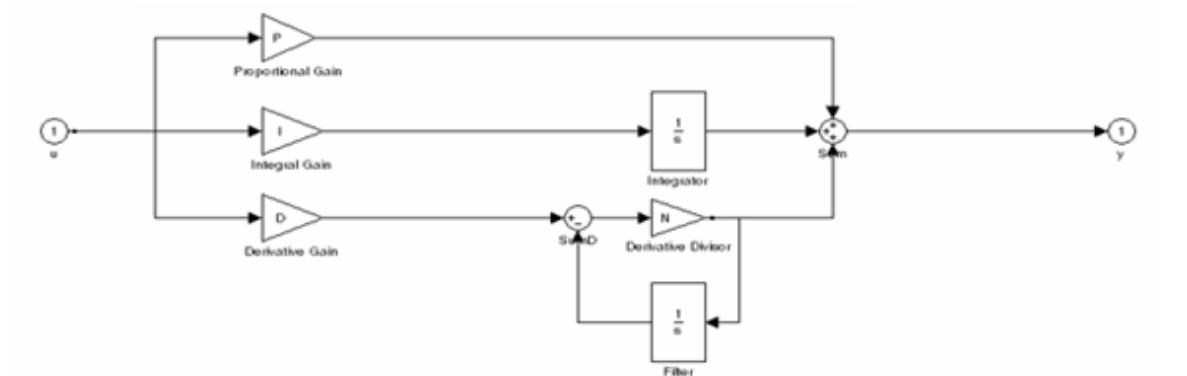 P
Proportional Gain
1
u
I
Integral Gain
1
s
Integrator
Sum
1
y
D
Derivative Gain
SumD
N
Derivative Divisor
1
s
Filter